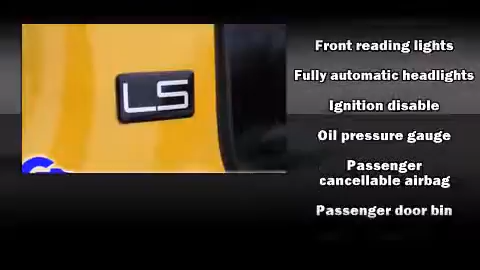 LS
Front reading lights
Fully automatic headlights
Ignition disable
Oil pressure gauge
Passenger
cancellable airbag
Passenger door bin